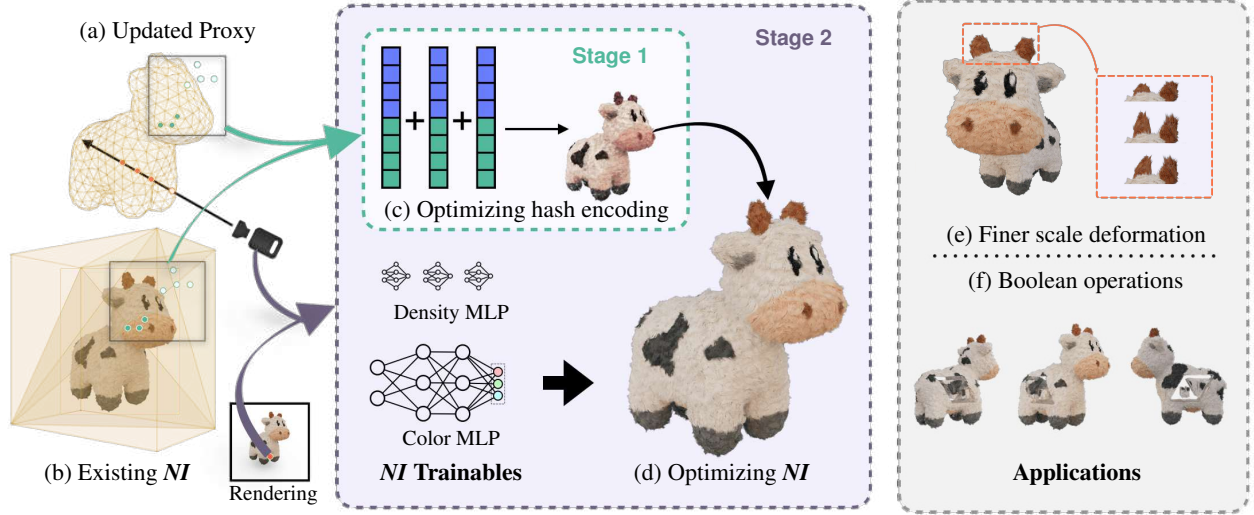 (a) Updated Proxy
(b) Existing NI
Rendering
Stage 2
Stage 1
+ +
(c) Optimizing hash encoding
Density MLP
Color MLP
NI Trainables
(d) Optimizing NI
(e) Finer scale deformation
(f) Boolean operations
Applications